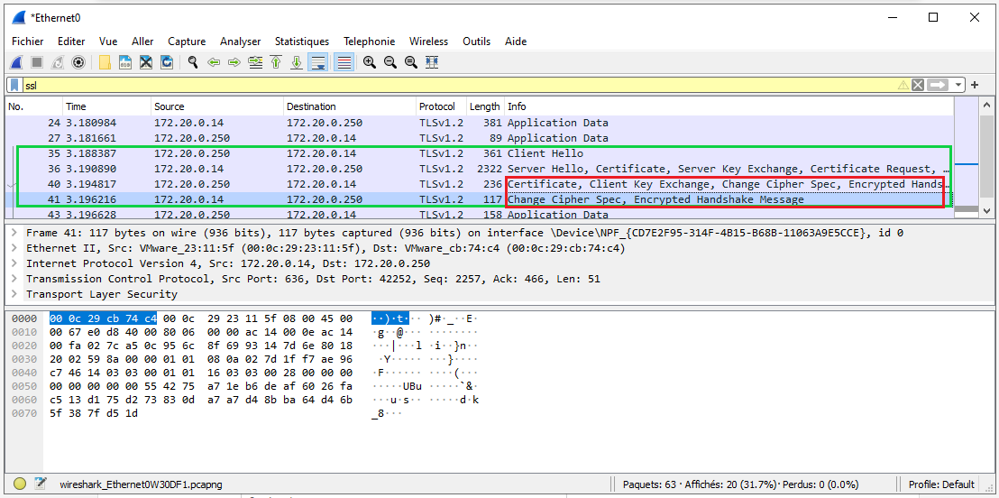 *Ethernet0
Fichier Editer Vue Aller Capture Analyser Statistiques Telephonie Wireless Outils Aide
ssl
No. Time Source Destination Protocol Length Info
24 3.180984 172.20.0.14 172.20.0.250 TLSv1.2 381 Application Data
27 3.181661 172.20.0.250 172.20.0.14 TLSv1.2 89 Application Data
35 3.188387 172.20.0.250 172.20.0.14 TLSv1.2 361 Client Hello
36 3.190890 172.20.0.14 172.20.0.250 TLSv1.2 2322 Server Hello, Certificate, Server Key Exchange, Certificate Request, …
40 3.194817 172.20.0.250 172.20.0.14 TLSv1.2 236 Certificate, Client Key Exchange, Change Cipher Spec, Encrypted Hands…
41 3.196216 172.20.0.14 172.20.0.250 TLSv1.2 117 Change Cipher Spec, Encrypted Handshake Message
43 3.196628 172.20.0.14 172.20.0.250 TLSv1.2 158 Application Data
Frame 41: 117 bytes on wire (936 bits), 117 bytes captured (936 bits) on interface \Device\NPF_{CD7E2F95-314F-4B15-B68B-11063A9E5CCE}, id 0
Ethernet II, Src: VMware_23:11:5f (00:0c:29:23:11:5f), Dst: VMware_cb:74:c4 (00:0c:29:cb:74:c4)
Internet Protocol Version 4, Src: 172.20.0.14, Dst: 172.20.0.250
Transmission Control Protocol, Src Port: 636, Dst Port: 42252, Seq: 2257, Ack: 466, Len: 51
Transport Layer Security
0000 00 0c 29 cb 74 c4 00 0c 29 23 11 5f 08 00 45 00 ··)·t··· )#·_··E·
0010 00 67 e0 d8 40 00 80 06 00 00 ac 14 00 0e ac 14 ·g··@··· ········
0020 00 fa 02 7c a5 0c 95 6c 8f 69 93 14 7d 6e 80 18 ···|···l ·i··}n··
0030 20 02 59 8a 00 00 01 01 08 0a 02 7d 1f f7 ae 96 ·Y····· ···}····
0040 c7 46 14 03 03 00 01 01 16 03 03 00 28 00 00 00 ·F······ ····(···
0050 00 00 00 00 00 55 42 75 a7 1e b6 de af 60 26 fa ·····UBu ·····`&·
0060 c5 13 d1 75 d2 73 83 0d a7 a7 d4 8b ba 64 d4 6b ···u·s·· ·····d·k
0070 5f 38 7f d5 1d _8···
wireshark_Ethernet0W30DF1.pcapng Paquets: 63 · Affichés: 20 (31.7%) · Perdus: 0 (0.0%) Profile: Default